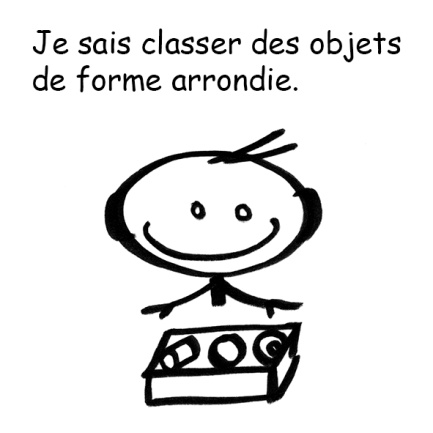 Je sais classer des objets
de forme arrondie.